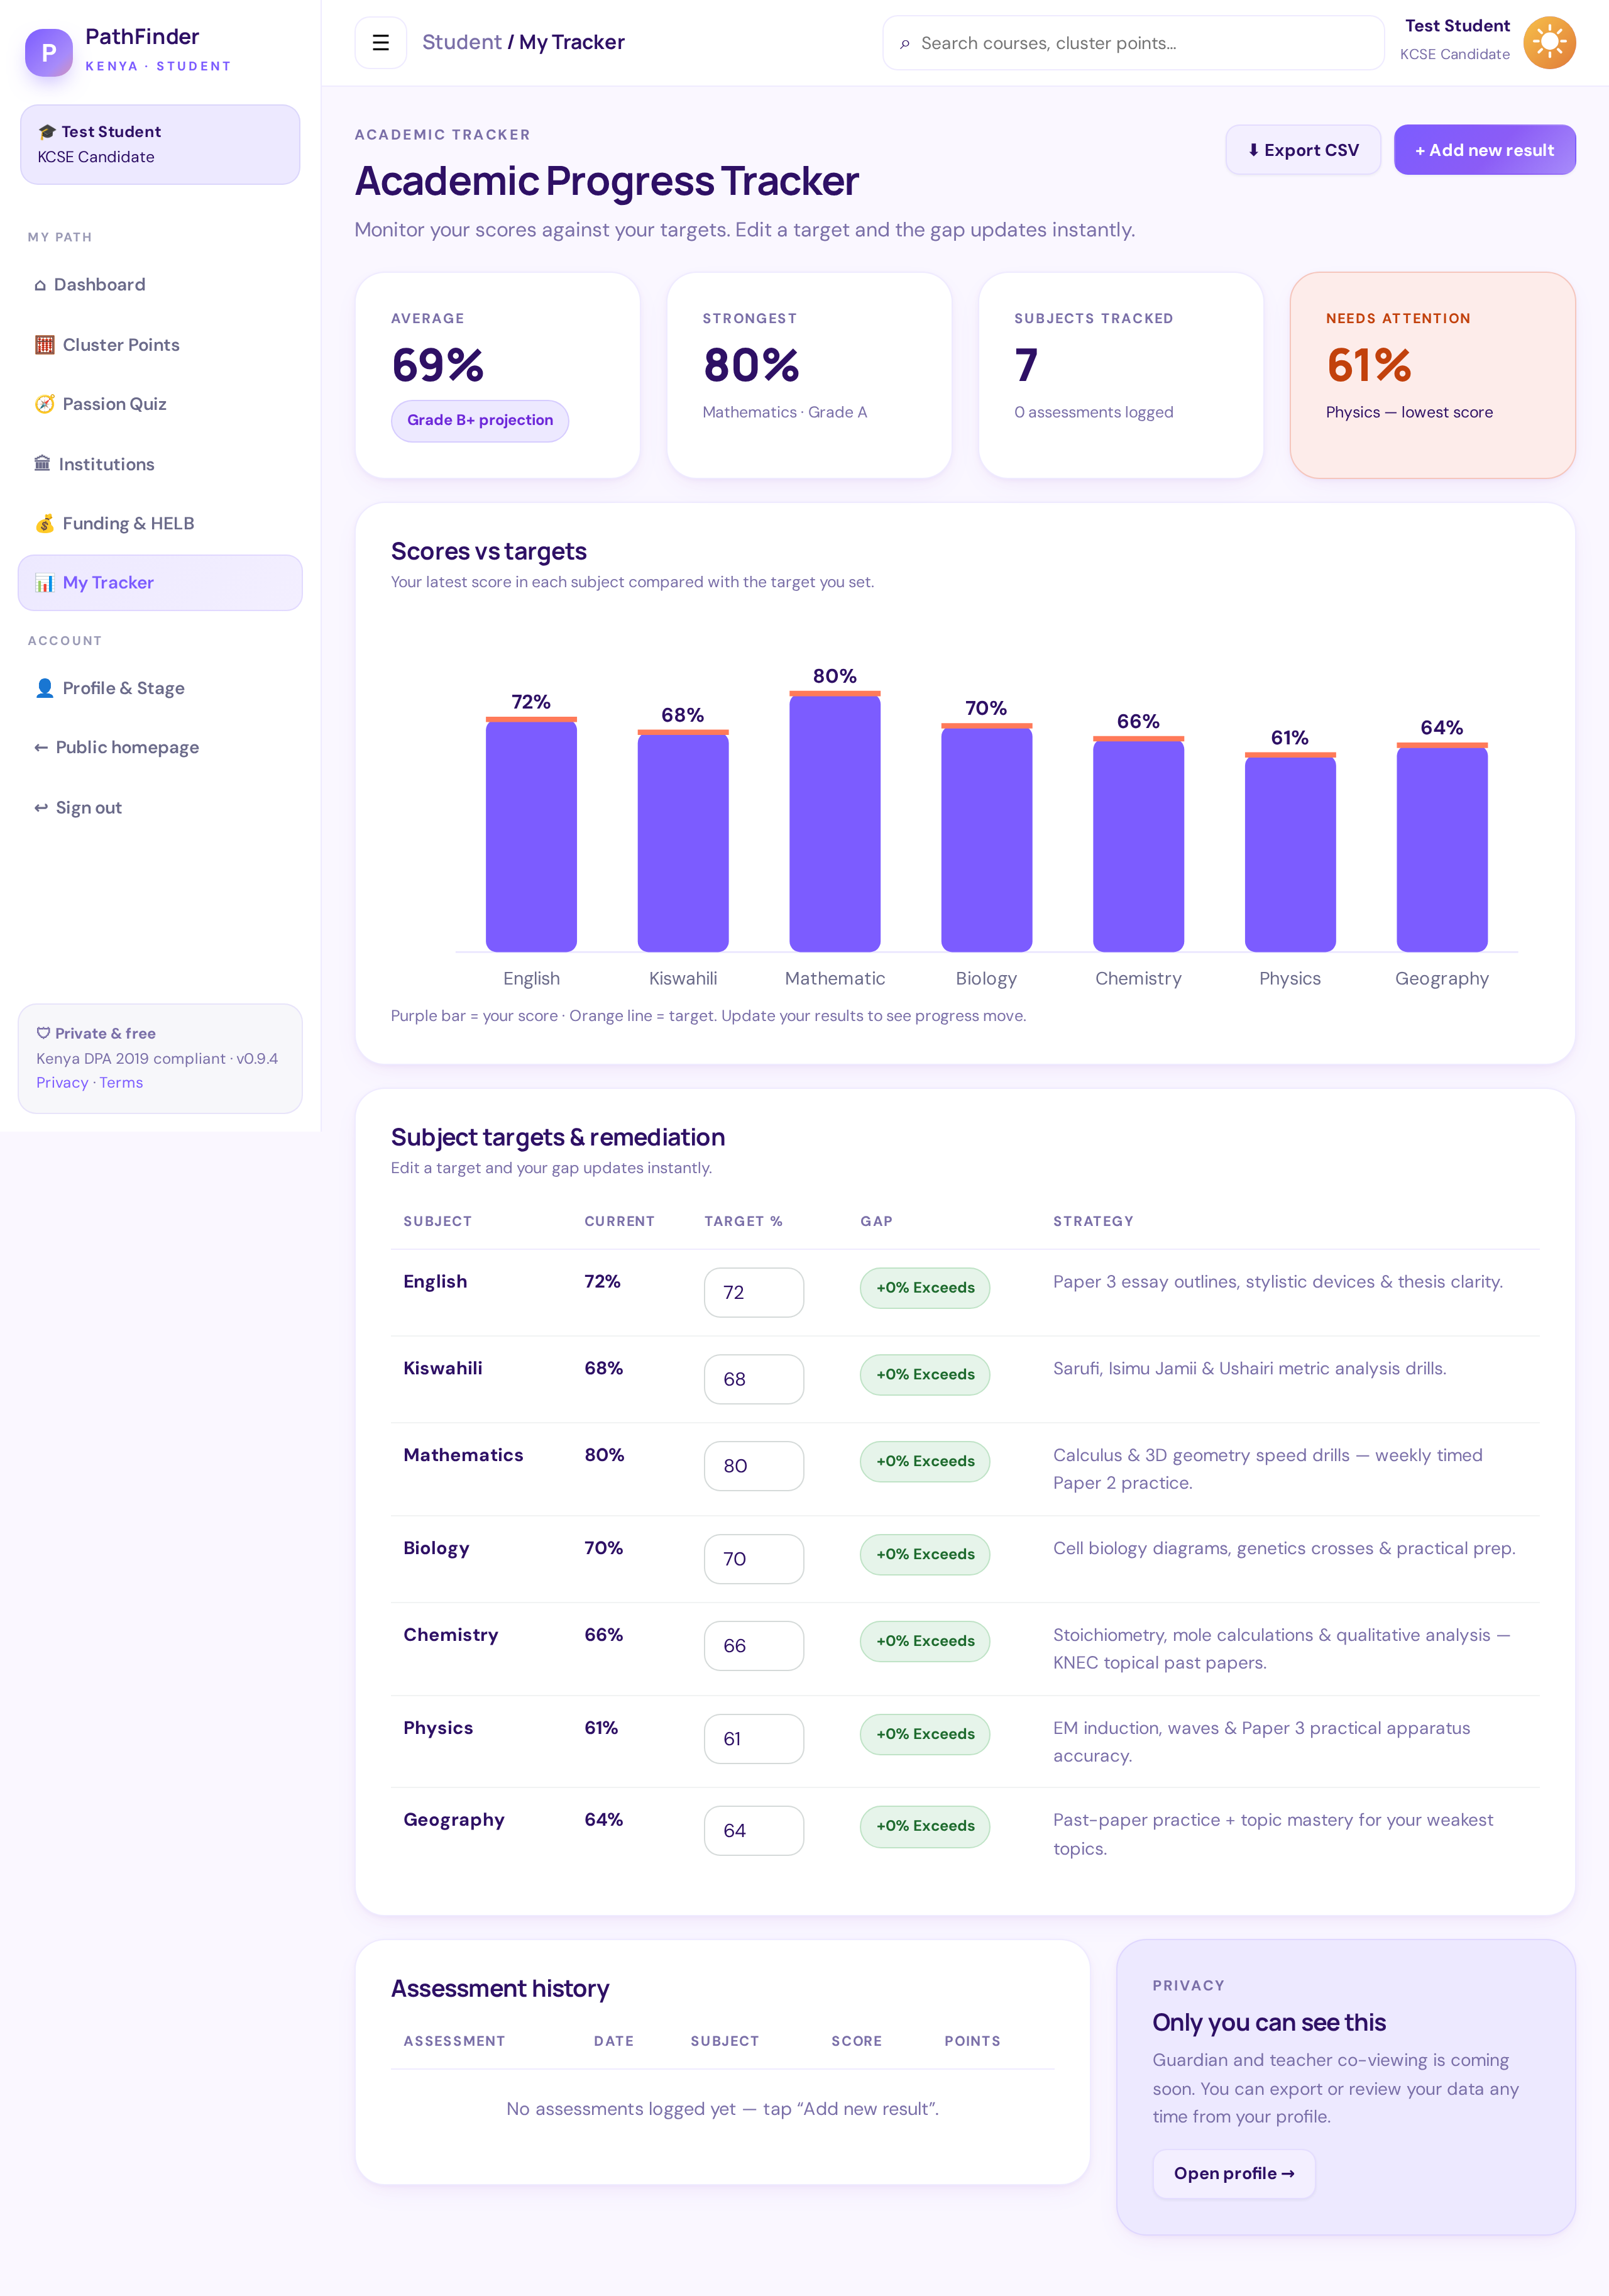 P
PathFinder
KENYA · STUDENT
🎓 Test Student
KCSE Candidate
MY PATH
⌂ Dashboard
🧮 Cluster Points
🧭 Passion Quiz
🏛 Institutions
💰 Funding & HELB
📊 My Tracker
ACCOUNT
👤 Profile & Stage
← Public homepage
↩ Sign out
🛡 Private & free
Kenya DPA 2019 compliant · v0.9.4
Privacy · Terms
☰
Student / My Tracker
⌕ Search courses, cluster points…
Test Student
KCSE Candidate
ACADEMIC TRACKER
Academic Progress Tracker
Monitor your scores against your targets. Edit a target and the gap updates instantly.
⬇ Export CSV
+ Add new result
AVERAGE
69%
Grade B+ projection
STRONGEST
80%
Mathematics · Grade A
SUBJECTS TRACKED
7
0 assessments logged
NEEDS ATTENTION
61%
Physics — lowest score
Scores vs targets
Your latest score in each subject compared with the target you set.
72% 68% 80% 70% 66% 61% 64%
English Kiswahili Mathematic Biology Chemistry Physics Geography
Purple bar = your score · Orange line = target. Update your results to see progress move.
Subject targets & remediation
Edit a target and your gap updates instantly.
SUBJECT CURRENT TARGET % GAP STRATEGY
English 72% 72 +0% Exceeds Paper 3 essay outlines, stylistic devices & thesis clarity.
Kiswahili 68% 68 +0% Exceeds Sarufi, Isimu Jamii & Ushairi metric analysis drills.
Mathematics 80% 80 +0% Exceeds Calculus & 3D geometry speed drills — weekly timed
Paper 2 practice.
Biology 70% 70 +0% Exceeds Cell biology diagrams, genetics crosses & practical prep.
Chemistry 66% 66 +0% Exceeds Stoichiometry, mole calculations & qualitative analysis —
KNEC topical past papers.
Physics 61% 61 +0% Exceeds EM induction, waves & Paper 3 practical apparatus
accuracy.
Geography 64% 64 +0% Exceeds Past-paper practice + topic mastery for your weakest
topics.
Assessment history
ASSESSMENT DATE SUBJECT SCORE POINTS
No assessments logged yet — tap “Add new result”.
PRIVACY
Only you can see this
Guardian and teacher co-viewing is coming
soon. You can export or review your data any
time from your profile.
Open profile →